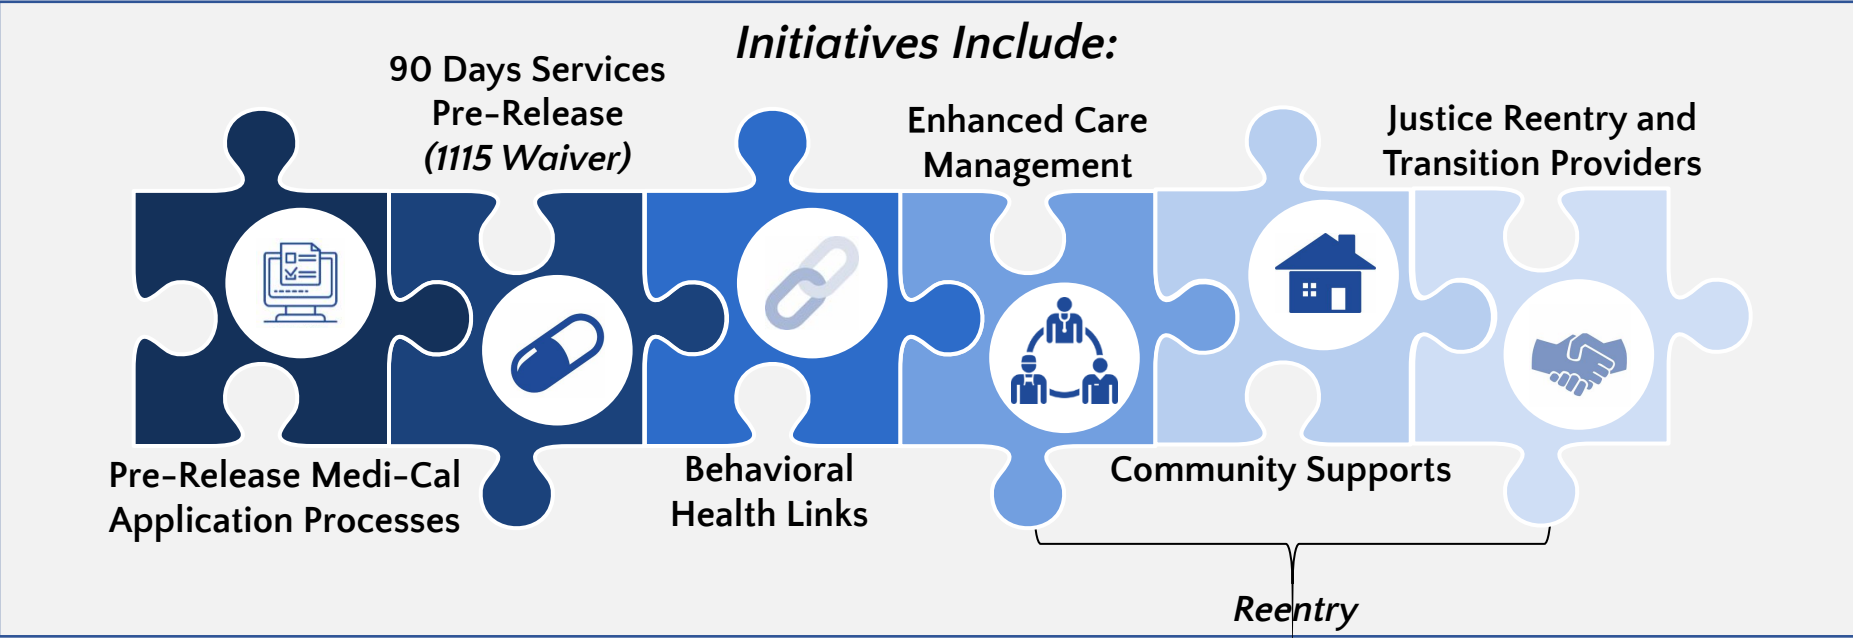 Initiatives Include:
90 Days Services
Pre-Release
(1115 Waiver)
Enhanced Care
Management
Justice Reentry and
Transition Providers
Pre-Release Medi-Cal
Application Processes
Behavioral
Health Links
Community Supports
Reentry